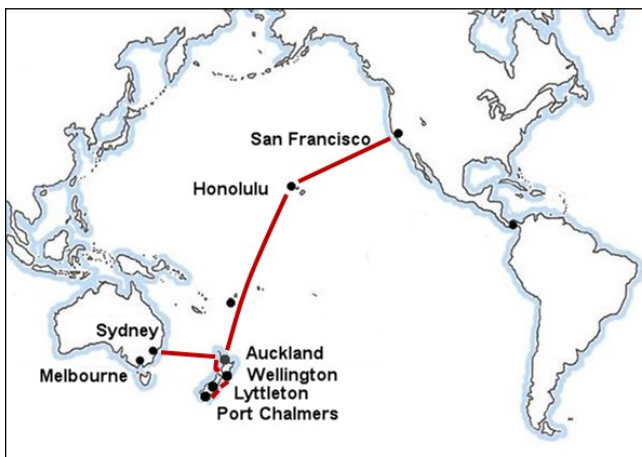 San Francisco
Honolulu
Sydney
Auckland
Melbourne
Wellington
Lyttleton
Port Chalmers